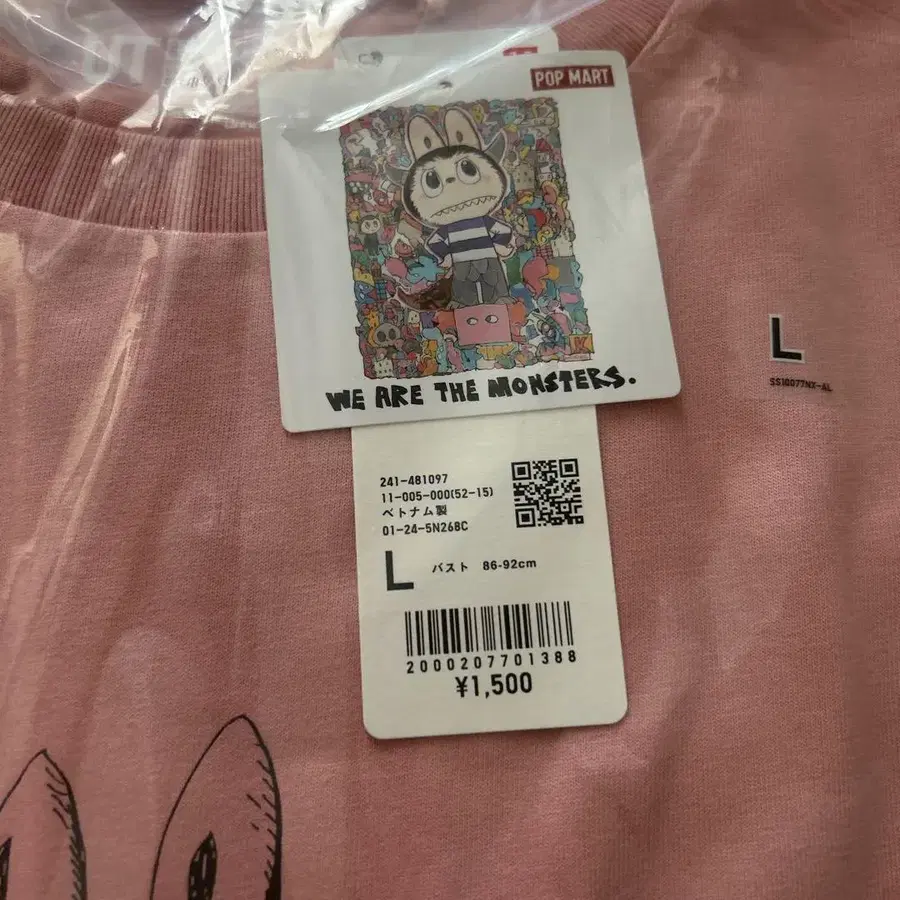 UT
POP MART
WE ARE THE MONSTERS.
L
SS10077NX-AL
241-481097
11-005-000(52-15)
ベトナム製
01-24-5N268C
L バスト 86-92cm
2000207701388
¥1,500